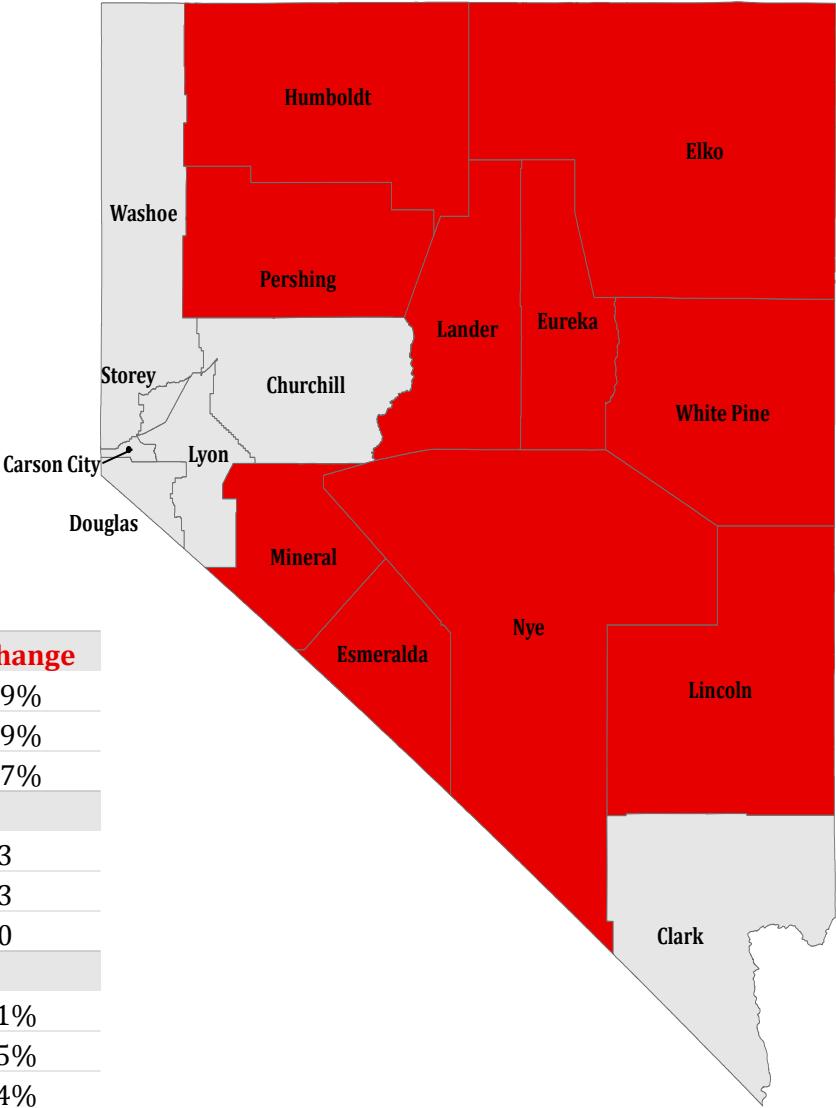 Humboldt
Elko
Washoe
Pershing
Eureka
Lander
Storey
Churchill
White Pine
Lyon
Carson City
Douglas
Mineral
Nye
Esmeralda
Lincoln
Clark
hange
9%
9%
7%
3
3
0
1%
5%
4%